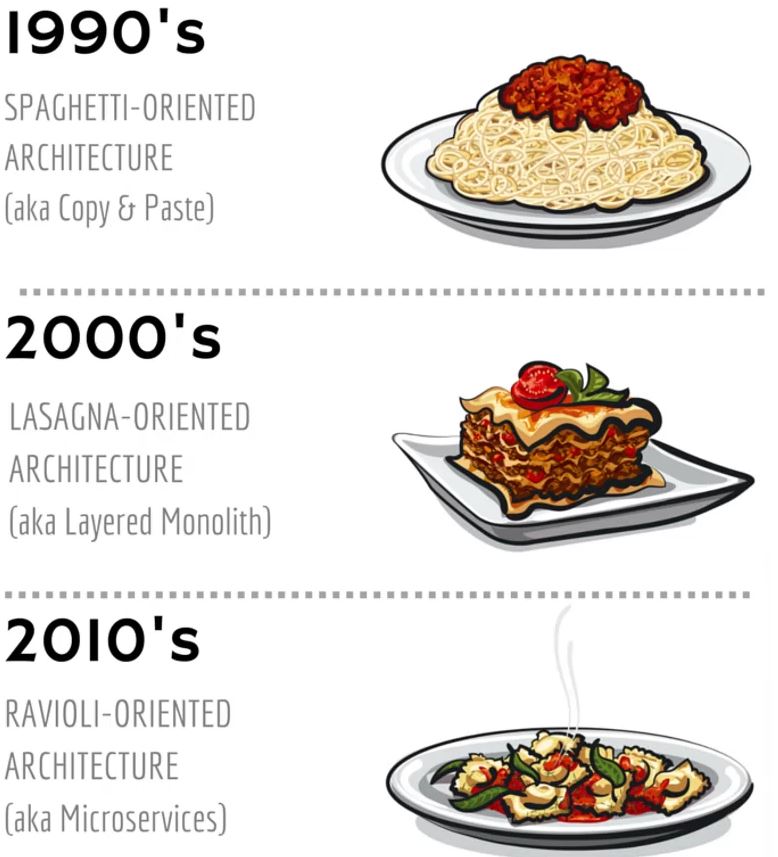 1990's
SPAGHETTI-ORIENTED
ARCHITECTURE
(aka Copy & Paste)
2000's
LASAGNA-ORIENTED
ARCHITECTURE
(aka Layered Monolith)
2010's
RAVIOLI-ORIENTED
ARCHITECTURE
(aka Microservices)